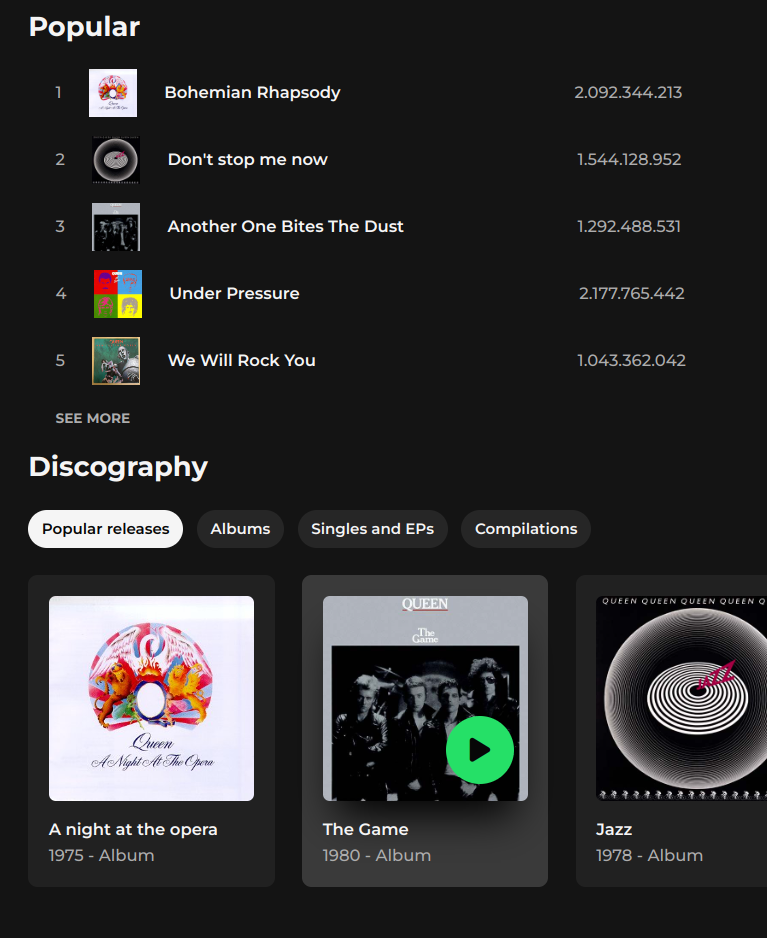 Popular
1 Bohemian Rhapsody 2.092.344.213
2 Don't stop me now 1.544.128.952
3 Another One Bites The Dust 1.292.488.531
4 Under Pressure 2.177.765.442
5 We Will Rock You 1.043.362.042
SEE MORE
Discography
Popular releases Albums Singles and EPs Compilations
Queen
A Night At The Opera
A night at the opera
1975 - Album
QUEEN
The
Game
The Game
1980 - Album
QUEEN QUEEN QUEEN QUEEN
JAZZ
Jazz
1978 - Album